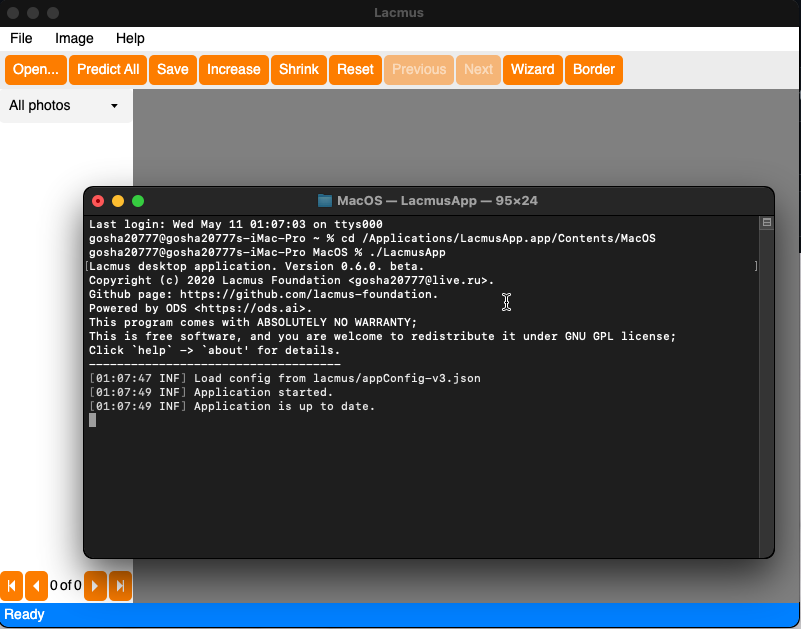 Lacmus
File Image Help
Open... Predict All Save Increase Shrink Reset Previous Next Wizard Border
All photos
MacOS — LacmusApp — 95×24
Last login: Wed May 11 01:07:03 on ttys000
gosha20777@gosha20777s-iMac-Pro ~ % cd /Applications/LacmusApp.app/Contents/MacOS
gosha20777@gosha20777s-iMac-Pro MacOS % ./LacmusApp
[Lacmus desktop application. Version 0.6.0. beta. ]
Copyright (c) 2020 Lacmus Foundation <gosha20777@live.ru>.
Github page: https://github.com/lacmus-foundation.
Powered by ODS <https://ods.ai>.
This program comes with ABSOLUTELY NO WARRANTY;
This is free software, and you are welcome to redistribute it under GNU GPL license;
Click `help` -> `about' for details.
------------------------------------
[01:07:47 INF] Load config from lacmus/appConfig-v3.json
[01:07:49 INF] Application started.
[01:07:49 INF] Application is up to date.
0 of 0
Ready